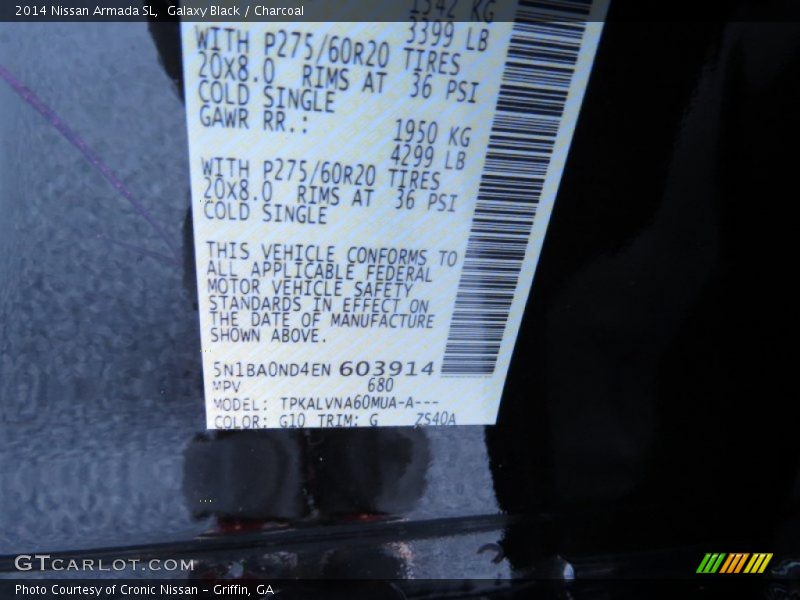 2014 Nissan Armada SL, Galaxy Black / Charcoal
1542 KG
3399 LB
WITH P275/60R20 TIRES
20x8.0 RIMS AT 36 PSI
COLD SINGLE
GAWR RR.:
1950 KG
4299 LB
WITH P275/60R20 TIRES
20x8.0 RIMS AT 36 PSI
COLD SINGLE
THIS VEHICLE CONFORMS TO
ALL APPLICABLE FEDERAL
MOTOR VEHICLE SAFETY
STANDARDS IN EFFECT ON
THE DATE OF MANUFACTURE
SHOWN ABOVE.
5N1BA0ND4EN 603914
MPV 680
MODEL: TPKALVNA60MUA-A---
COLOR: G10 TRIM: G ZS40A
GTCARLOT.COM
Photo Courtesy of Cronic Nissan - Griffin, GA